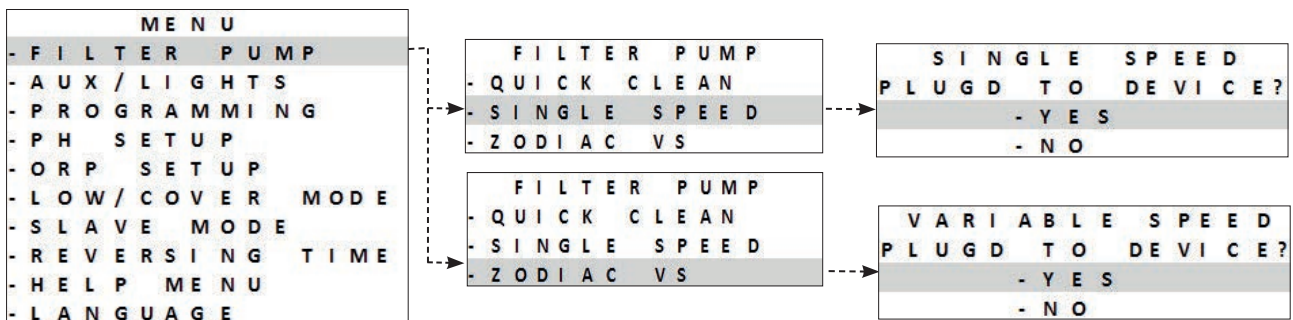 MENU
- FILTER PUMP
- AUX/LIGHTS
- PROGRAMMING
- PH SETUP
- ORP SETUP
- LOW/COVER MODE
- SLAVE MODE
- REVERSING TIME
- HELP MENU
- LANGUAGE
FILTER PUMP
- QUICK CLEAN
- SINGLE SPEED
- ZODIAC VS
SINGLE SPEED
PLUGD TO DEVICE?
- YES
- NO
FILTER PUMP
- QUICK CLEAN
- SINGLE SPEED
- ZODIAC VS
VARIABLE SPEED
PLUGD TO DEVICE?
- YES
- NO